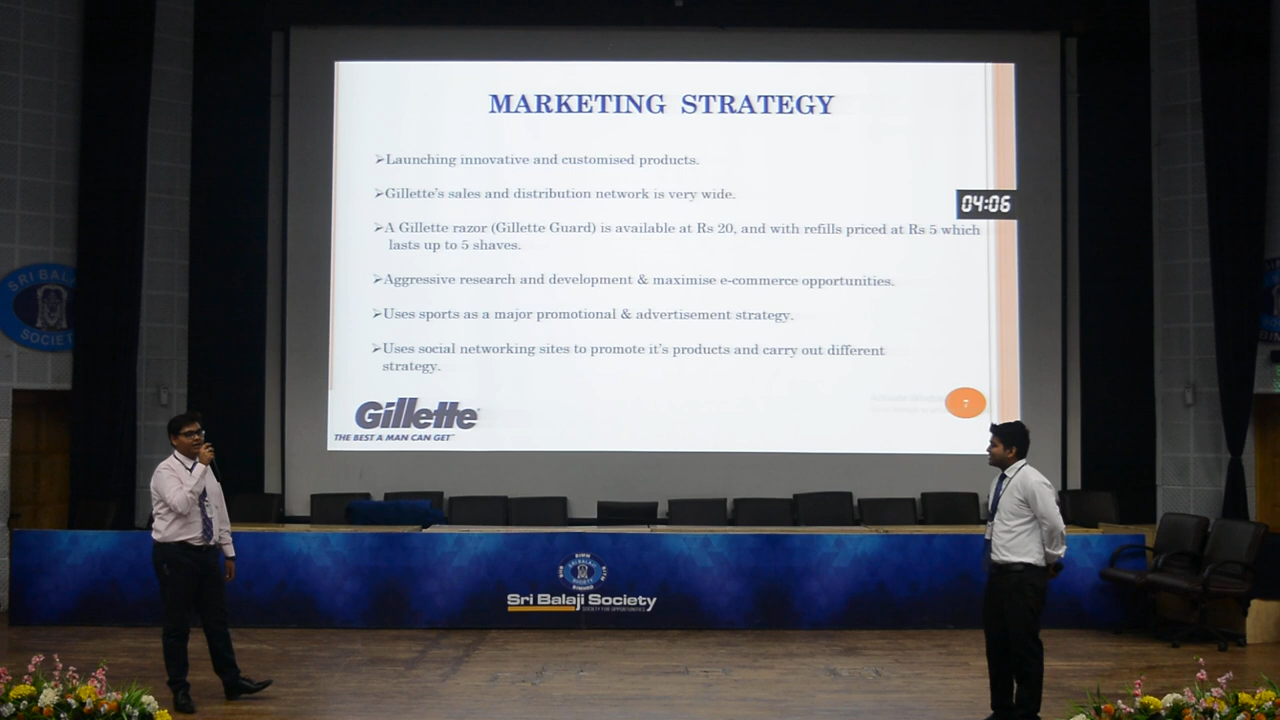 MARKETING STRATEGY
➢Launching innovative and customised products.
➢Gillette's sales and distribution network is very wide.
04:06
➢A Gillette razor (Gillette Guard) is available at Rs 20, and with refills priced at Rs 5 which
lasts up to 5 shaves.
➢Aggressive research and development & maximise e-commerce opportunities.
➢Uses sports as a major promotional & advertisement strategy.
➢Uses social networking sites to promote it's products and carry out different
strategy.
7
Gillette
THE BEST A MAN CAN GET™
SRI BALAJI
SOCIETY
Sri Balaji Society
SOCIETY FOR OPPORTUNITIES